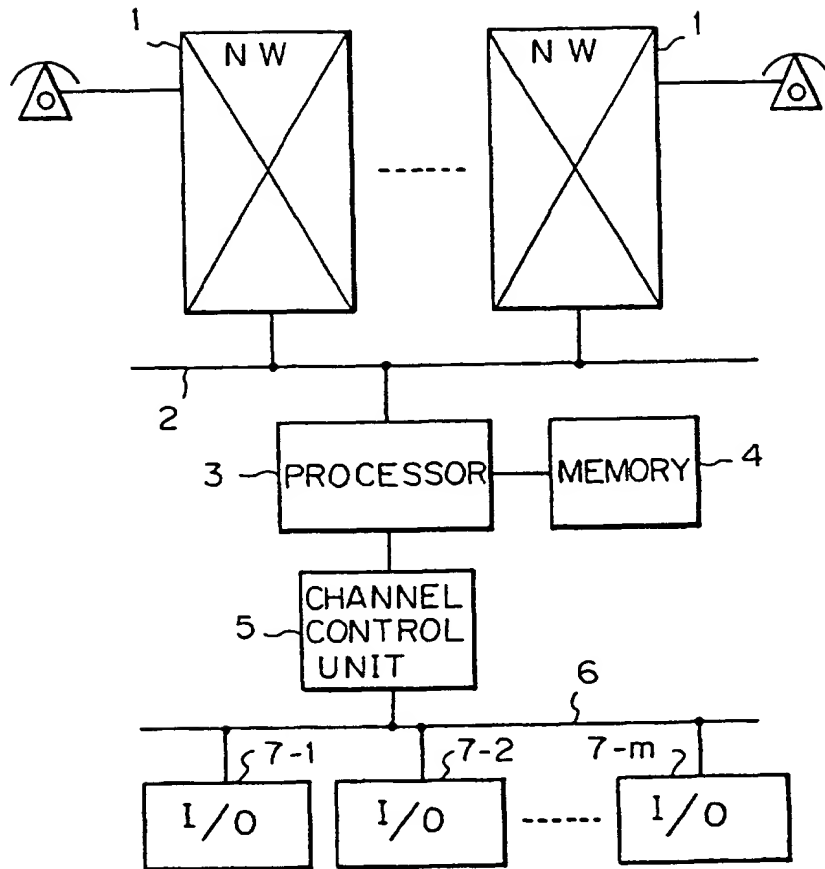 1
NW
NW
1
2
3
PROCESSOR
MEMORY
4
5
CHANNEL
CONTROL
UNIT
6
7-1
7-2
7-m
I/O
I/O
I/O